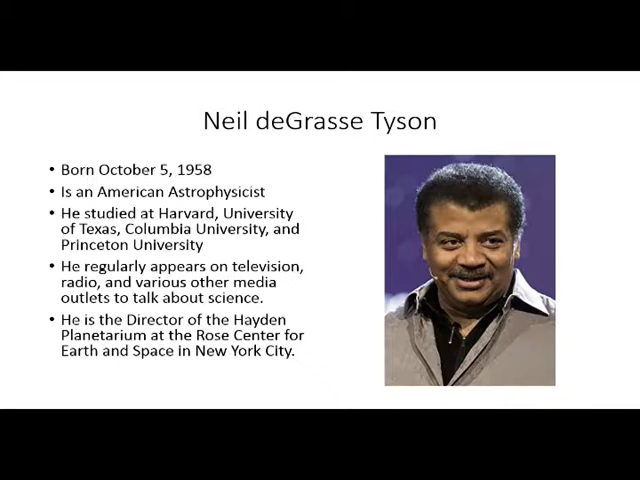 Neil deGrasse Tyson
• Born October 5, 1958
• Is an American Astrophysicist
• He studied at Harvard, University
of Texas, Columbia University, and
Princeton University
• He regularly appears on television,
radio, and various other media
outlets to talk about science.
• He is the Director of the Hayden
Planetarium at the Rose Center for
Earth and Space in New York City.